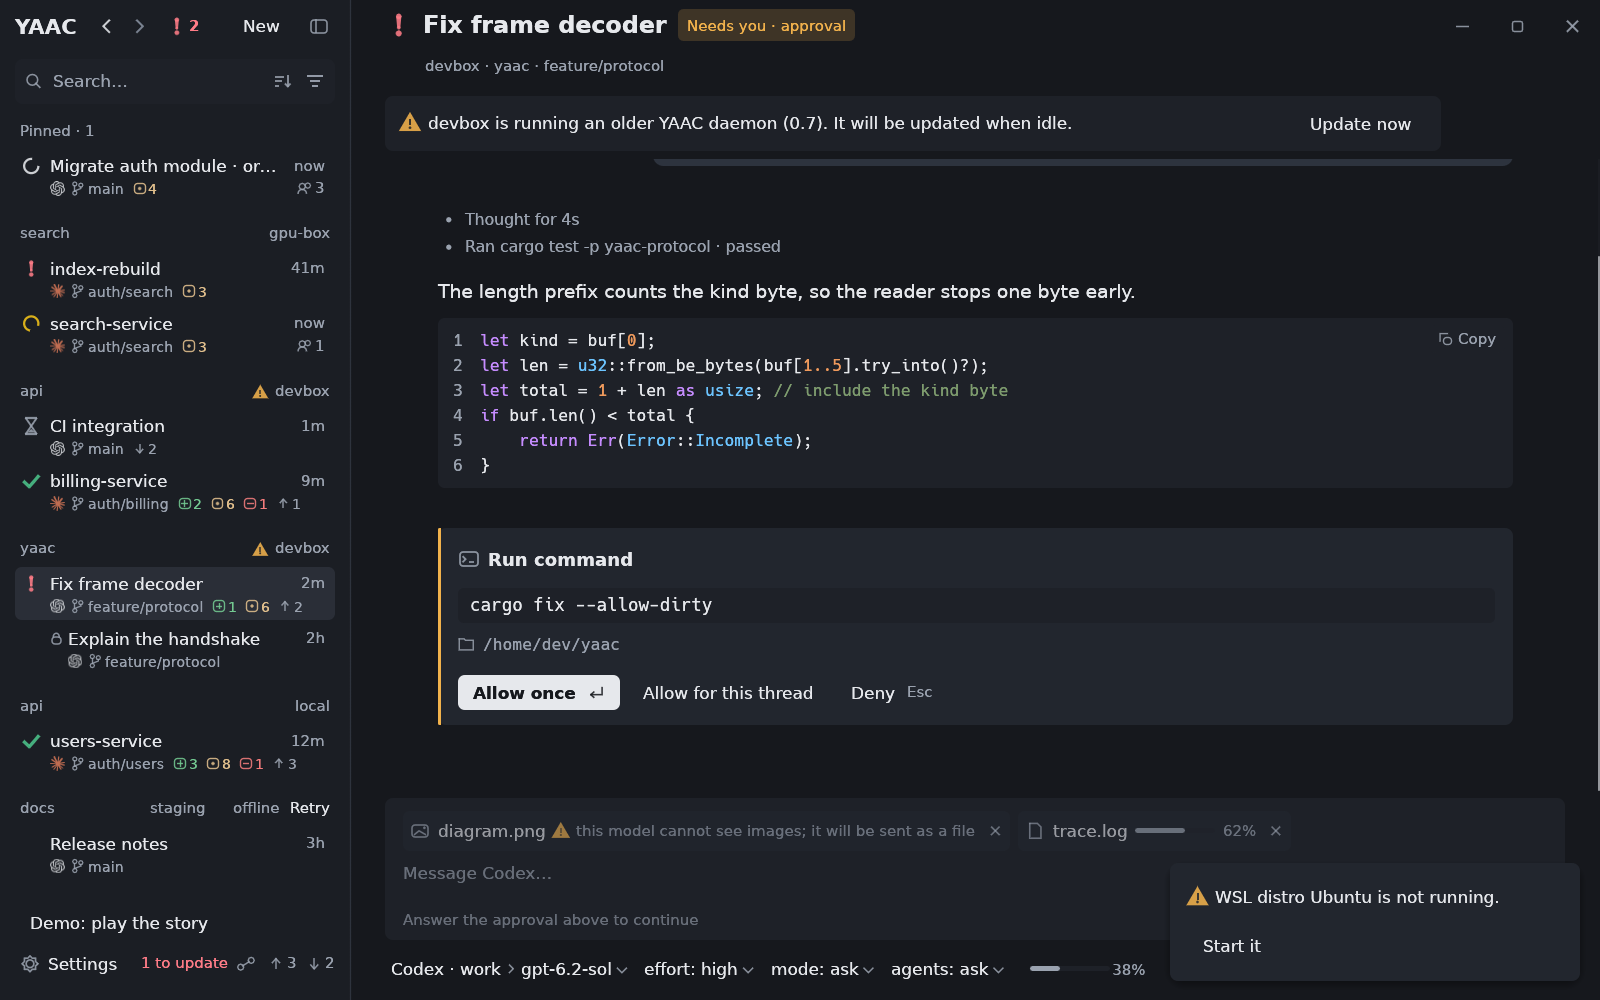 YAAC
2
New
Search...
Pinned · 1
Migrate auth module · or... now
main 4 3
search gpu-box
index-rebuild 41m
auth/search 3
search-service now
auth/search 3 1
api devbox
CI integration 1m
main ↓2
billing-service 9m
auth/billing 2 6 1 ↑1
yaac devbox
Fix frame decoder 2m
feature/protocol 1 6 ↑2
Explain the handshake 2h
feature/protocol
api local
users-service 12m
auth/users 3 8 1 ↑3
docs staging offline Retry
Release notes 3h
main
Demo: play the story
Settings 1 to update ↑3 ↓2
Fix frame decoder Needs you · approval
devbox · yaac · feature/protocol
devbox is running an older YAAC daemon (0.7). It will be updated when idle. Update now
• Thought for 4s
• Ran cargo test -p yaac-protocol · passed
The length prefix counts the kind byte, so the reader stops one byte early.
Copy
1 let kind = buf[0];
2 let len = u32::from_be_bytes(buf[1..5].try_into()?);
3 let total = 1 + len as usize; // include the kind byte
4 if buf.len() < total {
5     return Err(Error::Incomplete);
6 }
Run command
cargo fix --allow-dirty
/home/dev/yaac
Allow once ↵ Allow for this thread Deny Esc
diagram.png this model cannot see images; it will be sent as a file × trace.log 62% ×
Message Codex...
Answer the approval above to continue
Codex · work › gpt-6.2-sol effort: high mode: ask agents: ask 38%
WSL distro Ubuntu is not running.
Start it